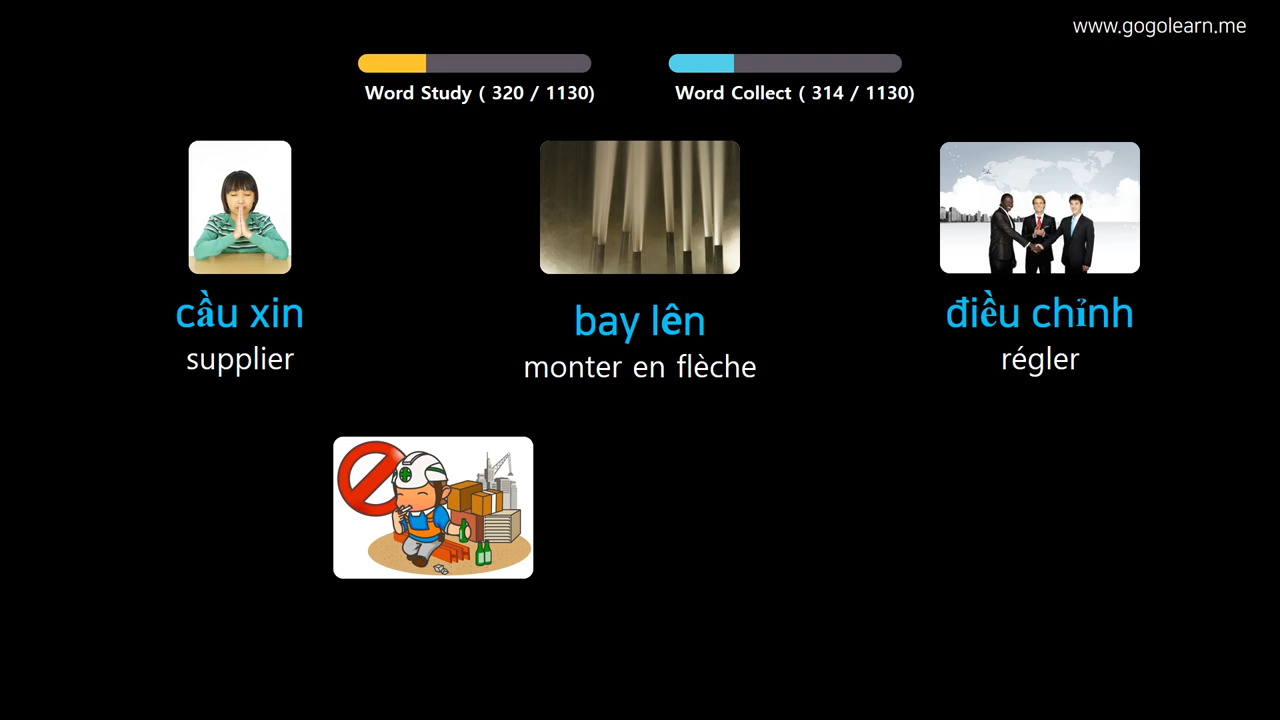 www.gogolearn.me
Word Study ( 320 / 1130)
Word Collect ( 314 / 1130)
cầu xin
supplier
bay lên
monter en flèche
điều chỉnh
régler